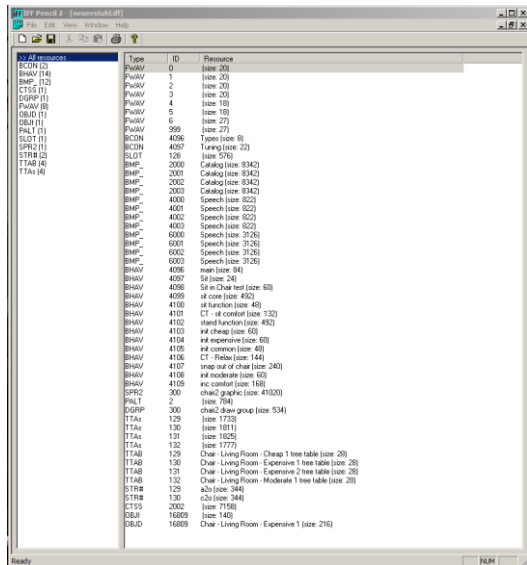 IFF Pencil 2 - [neuerstuhl.iff]
File Edit View Window Help
>> All resources
BCON (2)
BHAV (14)
BMP_ (12)
CTSS (1)
DGRP (1)
FWAV (8)
OBJD (1)
OBJf (1)
PALT (1)
SLOT (1)
SPR2 (1)
STR# (2)
TTAB (4)
TTAs (4)
Type ID Resource
FWAV 0 (size: 20)
FWAV 1 (size: 20)
FWAV 2 (size: 20)
FWAV 3 (size: 20)
FWAV 4 (size: 18)
FWAV 5 (size: 18)
FWAV 6 (size: 27)
FWAV 999 (size: 27)
BCON 4096 Types (size: 8)
BCON 4097 Tuning (size: 22)
SLOT 128 (size: 576)
BMP_ 2000 Catalog (size: 8342)
BMP_ 2001 Catalog (size: 8342)
BMP_ 2002 Catalog (size: 8342)
BMP_ 2003 Catalog (size: 8342)
BMP_ 4000 Speech (size: 822)
BMP_ 4001 Speech (size: 822)
BMP_ 4002 Speech (size: 822)
BMP_ 4003 Speech (size: 822)
BMP_ 6000 Speech (size: 3126)
BMP_ 6001 Speech (size: 3126)
BMP_ 6002 Speech (size: 3126)
BMP_ 6003 Speech (size: 3126)
BHAV 4096 main (size: 84)
BHAV 4097 Sit (size: 24)
BHAV 4098 Sit in Chair test (size: 60)
BHAV 4099 sit core (size: 492)
BHAV 4100 sit function (size: 48)
BHAV 4101 CT - sit comfort (size: 132)
BHAV 4102 stand function (size: 492)
BHAV 4103 init cheap (size: 60)
BHAV 4104 init expensive (size: 60)
BHAV 4105 init common (size: 48)
BHAV 4106 CT - Relax (size: 144)
BHAV 4107 snap out of chair (size: 240)
BHAV 4108 init moderate (size: 60)
BHAV 4109 inc comfort (size: 168)
SPR2 300 chair2 graphic (size: 41020)
PALT 2 (size: 784)
DGRP 300 chair2 draw group (size: 534)
TTAs 129 (size: 1733)
TTAs 130 (size: 1811)
TTAs 131 (size: 1825)
TTAs 132 (size: 1777)
TTAB 129 Chair - Living Room - Cheap 1 tree table (size: 28)
TTAB 130 Chair - Living Room - Expensive 1 tree table (size: 28)
TTAB 131 Chair - Living Room - Expensive 2 tree table (size: 28)
TTAB 132 Chair - Living Room - Moderate 1 tree table (size: 28)
STR# 129 a2o (size: 344)
STR# 130 c2o (size: 344)
CTSS 2002 (size: 7158)
OBJf 16809 (size: 140)
OBJD 16809 Chair - Living Room - Expensive 1 (size: 216)
Ready NUM